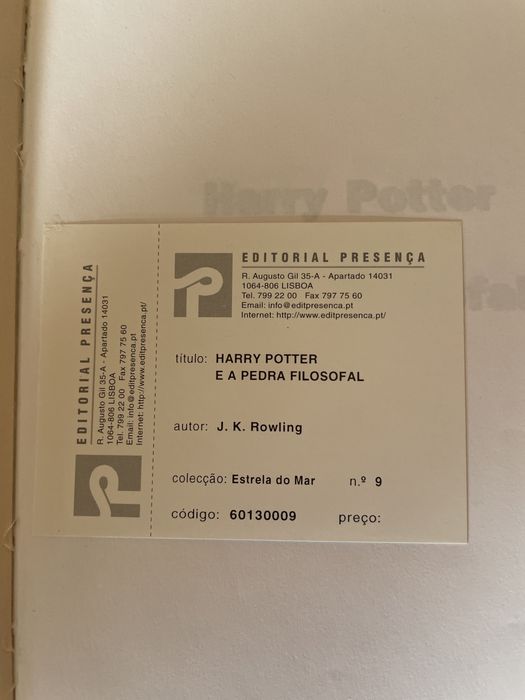 Harry Potter
EDITORIAL PRESENÇA
R. Augusto Gil 35-A - Apartado 14031
1064-806 LISBOA
Tel. 799 22 00 Fax 797 75 60
Email: info@editpresenca.pt
Internet: http://www.editpresenca.pt/
título: HARRY POTTER
E A PEDRA FILOSOFAL
autor: J. K. Rowling
colecção: Estrela do Mar n.º 9
código: 60130009 preço:
EDITORIAL PRESENÇA
R. Augusto Gil 35-A - Apartado 14031
1064-806 LISBOA
Tel. 799 22 00 Fax 797 75 60
Email: info@editpresenca.pt
Internet: http://www.editpresenca.pt/